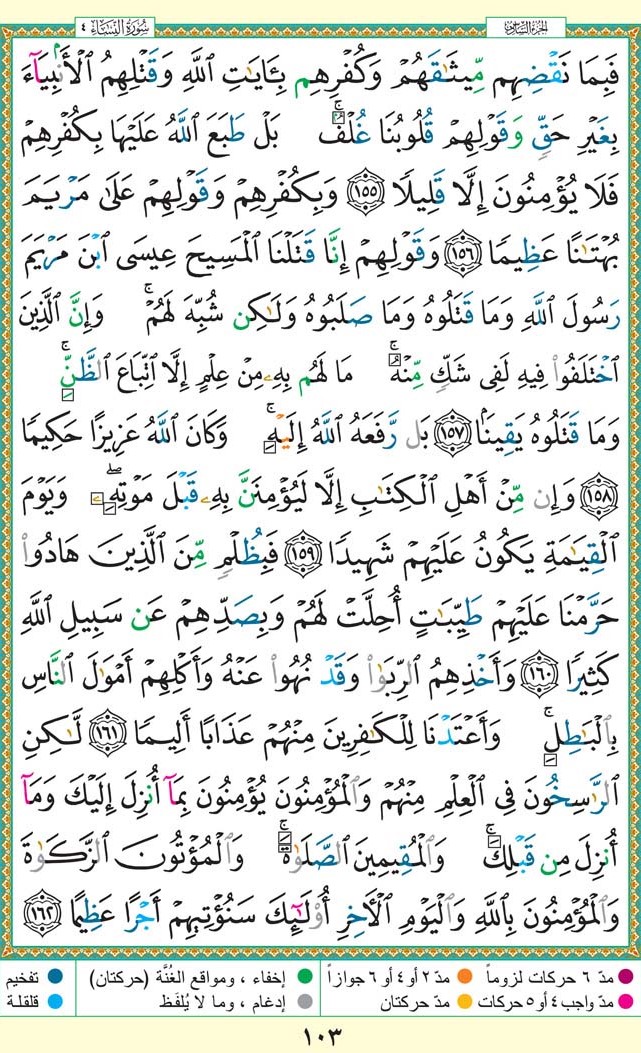 الجزء السادس سورة النساء ٤
فَبِمَا نَقْضِهِم مِّيثَٰقَهُمْ وَكُفْرِهِم بِـَٔايَٰتِ ٱللَّهِ وَقَتْلِهِمُ ٱلْأَنۢبِيَآءَ
بِغَيْرِ حَقٍّ وَقَوْلِهِمْ قُلُوبُنَا غُلْفٌۢ ۚ بَلْ طَبَعَ ٱللَّهُ عَلَيْهَا بِكُفْرِهِمْ
فَلَا يُؤْمِنُونَ إِلَّا قَلِيلًا ١٥٥ وَبِكُفْرِهِمْ وَقَوْلِهِمْ عَلَىٰ مَرْيَمَ
بُهْتَٰنًا عَظِيمًا ١٥٦ وَقَوْلِهِمْ إِنَّا قَتَلْنَا ٱلْمَسِيحَ عِيسَى ٱبْنَ مَرْيَمَ
رَسُولَ ٱللَّهِ وَمَا قَتَلُوهُ وَمَا صَلَبُوهُ وَلَٰكِن شُبِّهَ لَهُمْ ۚ وَإِنَّ ٱلَّذِينَ
ٱخْتَلَفُوا۟ فِيهِ لَفِى شَكٍّ مِّنْهُ ۚ مَا لَهُم بِهِۦ مِنْ عِلْمٍ إِلَّا ٱتِّبَاعَ ٱلظَّنِّ ۚ
وَمَا قَتَلُوهُ يَقِينًۢا ١٥٧ بَل رَّفَعَهُ ٱللَّهُ إِلَيْهِ ۚ وَكَانَ ٱللَّهُ عَزِيزًا حَكِيمًا
١٥٨ وَإِن مِّنْ أَهْلِ ٱلْكِتَٰبِ إِلَّا لَيُؤْمِنَنَّ بِهِۦ قَبْلَ مَوْتِهِۦ ۖ وَيَوْمَ
ٱلْقِيَٰمَةِ يَكُونُ عَلَيْهِمْ شَهِيدًا ١٥٩ فَبِظُلْمٍ مِّنَ ٱلَّذِينَ هَادُوا۟
حَرَّمْنَا عَلَيْهِمْ طَيِّبَٰتٍ أُحِلَّتْ لَهُمْ وَبِصَدِّهِمْ عَن سَبِيلِ ٱللَّهِ
كَثِيرًا ١٦٠ وَأَخْذِهِمُ ٱلرِّبَوٰا۟ وَقَدْ نُهُوا۟ عَنْهُ وَأَكْلِهِمْ أَمْوَٰلَ ٱلنَّاسِ
بِٱلْبَٰطِلِ ۚ وَأَعْتَدْنَا لِلْكَٰفِرِينَ مِنْهُمْ عَذَابًا أَلِيمًا ١٦١ لَّٰكِنِ
ٱلرَّٰسِخُونَ فِى ٱلْعِلْمِ مِنْهُمْ وَٱلْمُؤْمِنُونَ يُؤْمِنُونَ بِمَآ أُنزِلَ إِلَيْكَ وَمَآ
أُنزِلَ مِن قَبْلِكَ ۚ وَٱلْمُقِيمِينَ ٱلصَّلَوٰةَ ۚ وَٱلْمُؤْتُونَ ٱلزَّكَوٰةَ
وَٱلْمُؤْمِنُونَ بِٱللَّهِ وَٱلْيَوْمِ ٱلْـَٔاخِرِ أُو۟لَٰٓئِكَ سَنُؤْتِيهِمْ أَجْرًا عَظِيمًا ١٦٢
مدّ ٦ حركات لزوماً مدّ ٢ أو ٤ أو ٦ جوازاً إخفاء ، ومواقع الغُنَّة (حركتان) تفخيم
مدّ واجب ٤ أو ٥ حركات مدّ حركتان إدغام ، وما لا يُلفَظ قلقلة
١٠٣